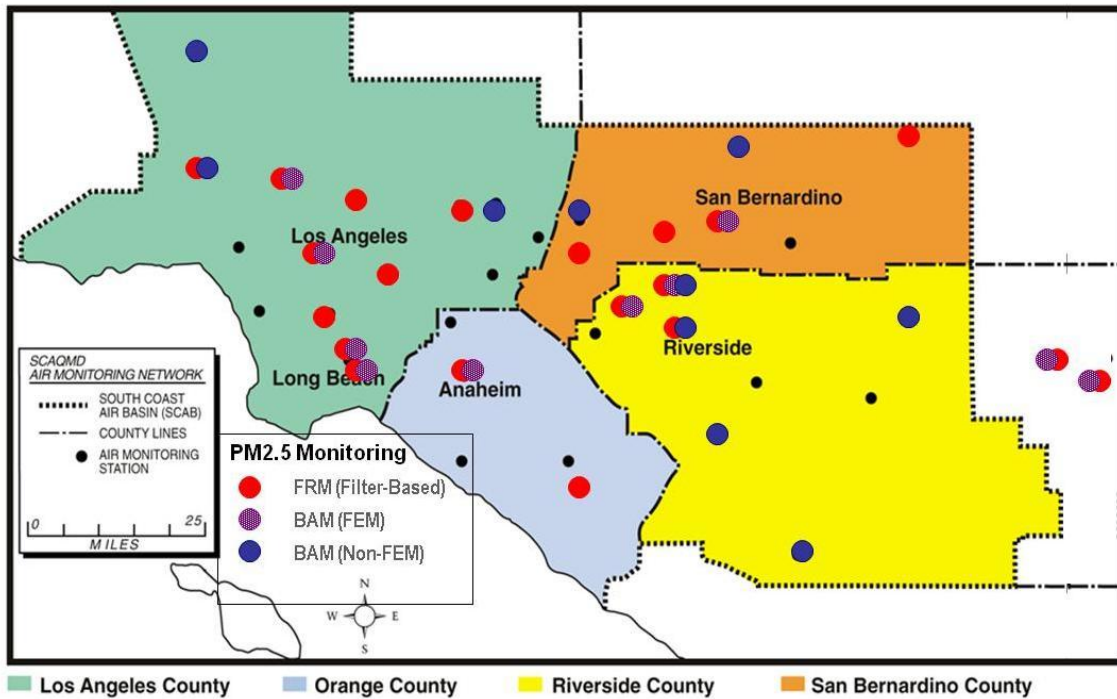 San Bernardino
Los Angeles
Riverside
Long Beach
Anaheim
SCAQMD
AIR MONITORING NETWORK
SOUTH COAST
AIR BASIN (SCAB)
COUNTY LINES
AIR MONITORING
STATION
0 25
MILES
PM2.5 Monitoring
FRM (Filter-Based)
BAM (FEM)
BAM (Non-FEM)
N
W E
S
Los Angeles County Orange County Riverside County San Bernardino County